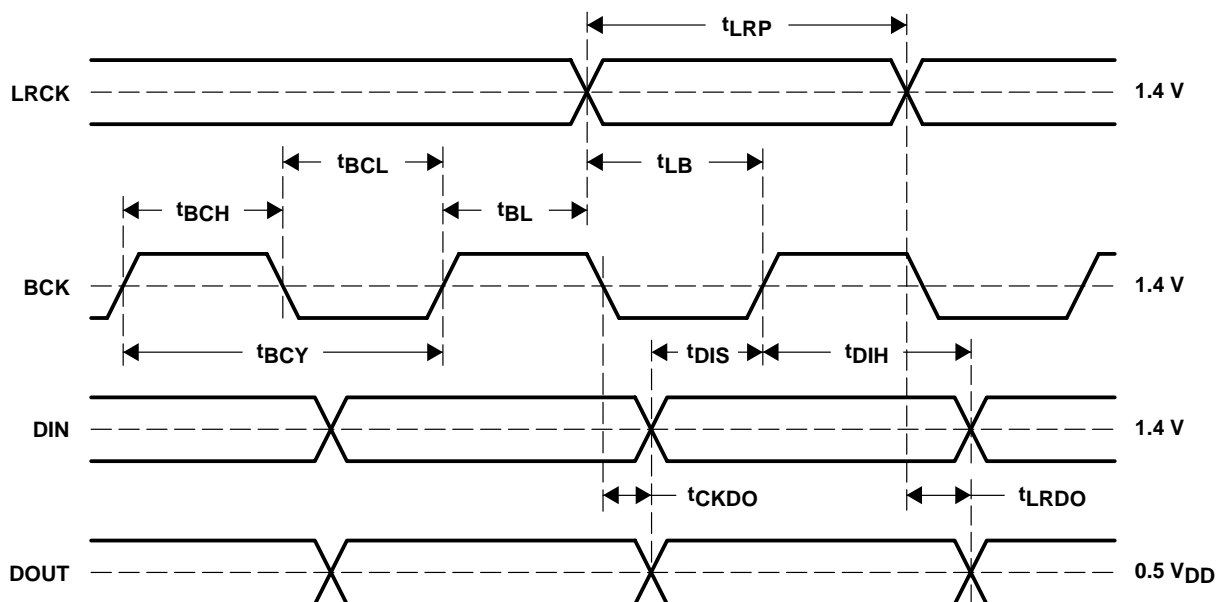 tLRP
LRCK
1.4 V
tBCL
tLB
tBCH
tBL
BCK
1.4 V
tBCY
tDIS
tDIH
DIN
1.4 V
tCKDO
tLRDO
DOUT
0.5 VDD